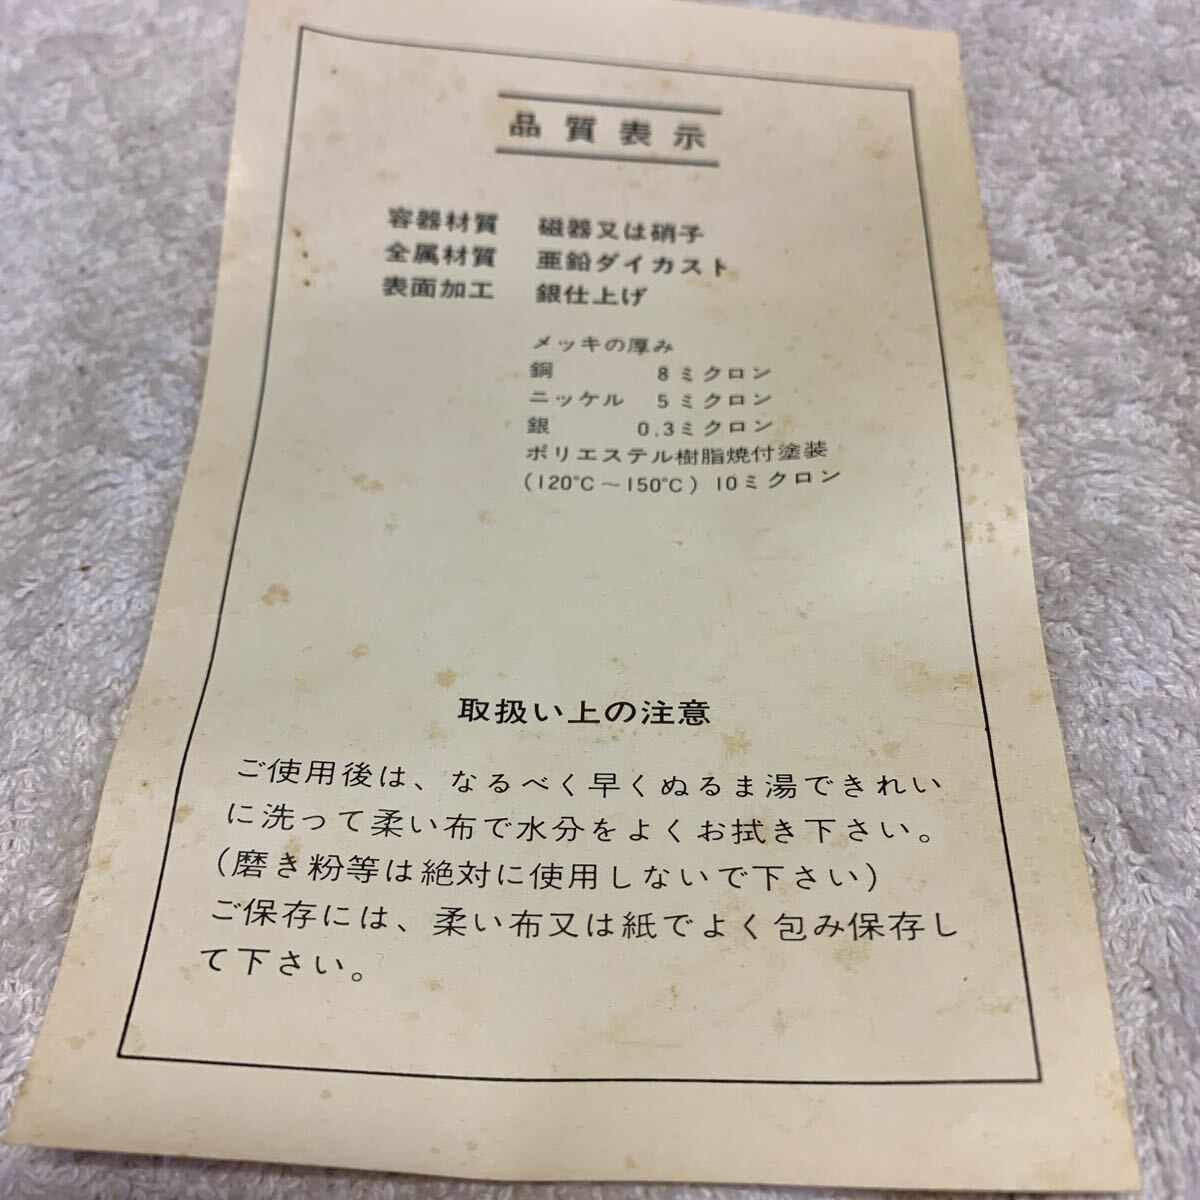 品質表示
容器材質 磁器又は硝子
全属材質 亜鉛ダイカスト
表面加工 銀仕上げ
メッキの厚み
銅 8ミクロン
ニッケル 5ミクロン
銀 0.3ミクロン
ポリエステル樹脂焼付塗装
(120℃〜150℃) 10ミクロン
取扱い上の注意
ご使用後は、なるべく早くぬるま湯できれい
に洗って柔い布で水分をよくお拭き下さい。
(磨き粉等は絶対に使用しないで下さい)
ご保存には、柔い布又は紙でよく包み保存し
て下さい。